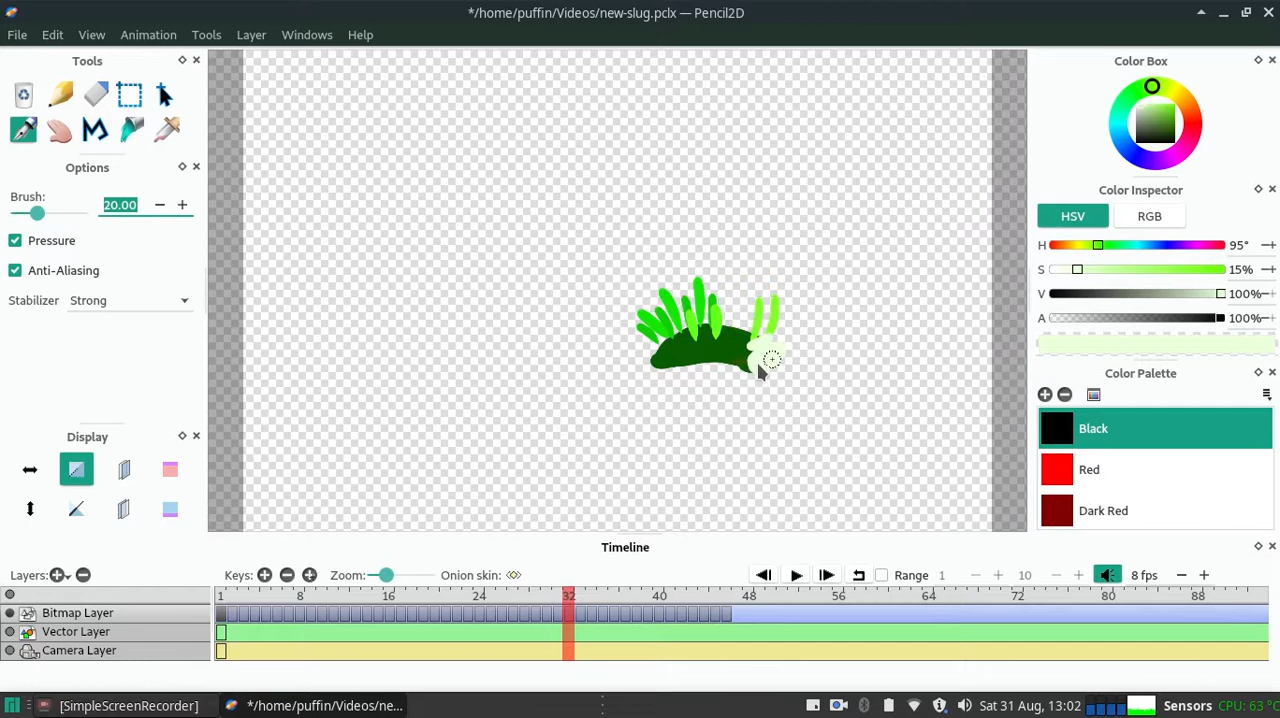 */home/puffin/Videos/new-slug.pclx — Pencil2D
File Edit View Animation Tools Layer Windows Help
Tools
Options
Brush:
20.00
Pressure
Anti-Aliasing
Stabilizer Strong
Display
Color Box
Color Inspector
HSV RGB
H 95°
S 15%
V 100%
A 100%
Color Palette
Black
Red
Dark Red
Timeline
Layers: Keys: Zoom: Onion skin: Range 1 10 8 fps
1 8 16 24 32 40 48 56 64 72 80 88
Bitmap Layer
Vector Layer
Camera Layer
[SimpleScreenRecorder] */home/puffin/Videos/ne... Sat 31 Aug, 13:02 Sensors CPU: 63 °C